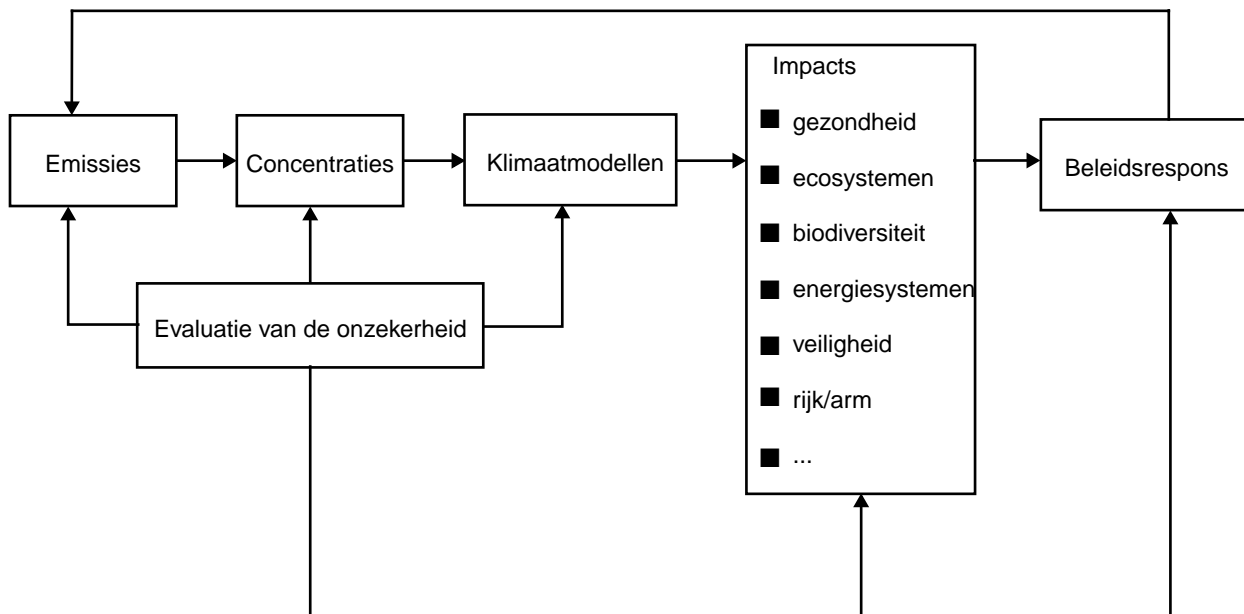 Emissies
Concentraties
Klimaatmodellen
Impacts
gezondheid
ecosystemen
biodiversiteit
energiesystemen
veiligheid
rijk/arm
...
Beleidsrespons
Evaluatie van de onzekerheid